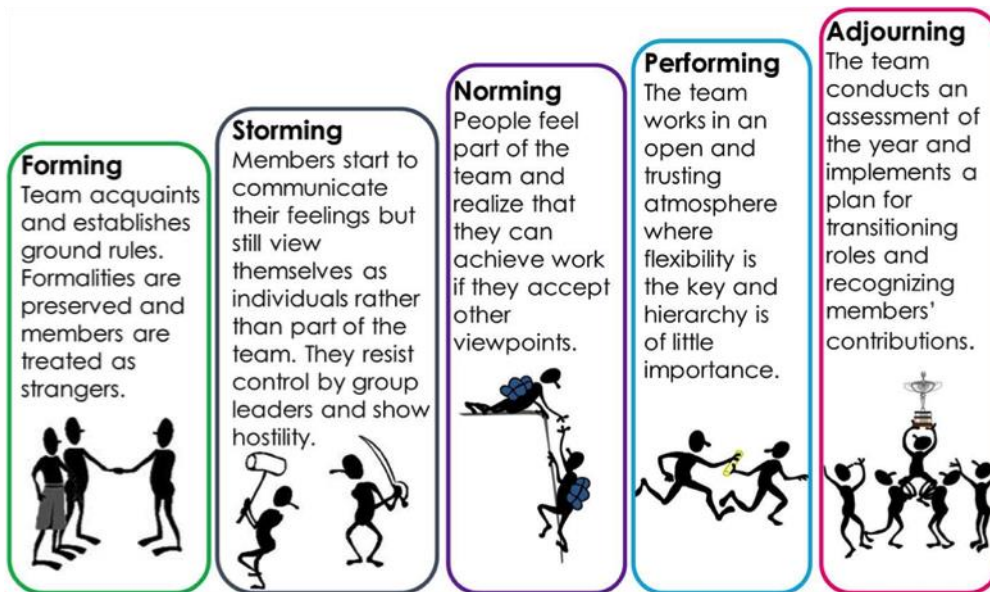 Forming
Team acquaints
and establishes
ground rules.
Formalities are
preserved and
members are
treated as
strangers.
Storming
Members start to
communicate
their feelings but
still view
themselves as
individuals rather
than part of the
team. They resist
control by group
leaders and show
hostility.
Norming
People feel
part of the
team and
realize that
they can
achieve work
if they accept
other
viewpoints.
Performing
The team
works in an
open and
trusting
atmosphere
where
flexibility is
the key and
hierarchy is
of little
importance.
Adjourning
The team
conducts an
assessment of
the year and
implements a
plan for
transitioning
roles and
recognizing
members'
contributions.